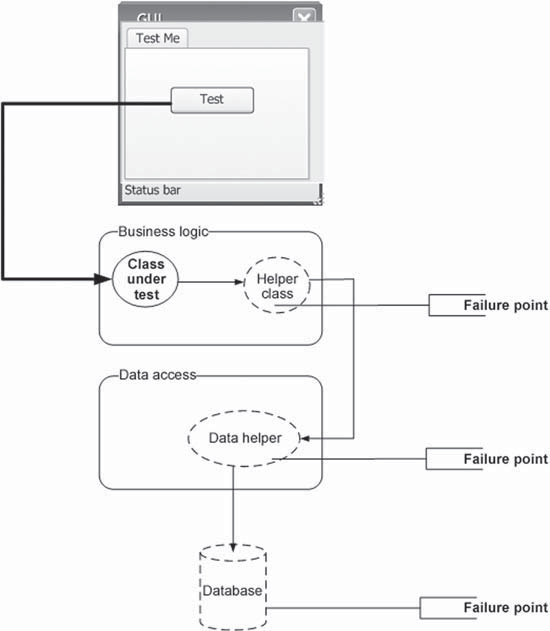 GUI
Test Me
Test
Status bar
Business logic
Class
under
test
Helper
class
Failure point
Data access
Data helper
Failure point
Database
Failure point